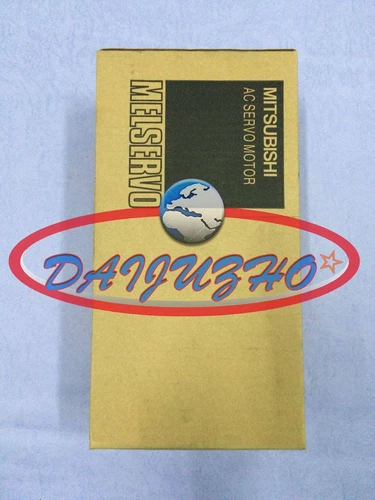 MITSUBISHI
AC SERVO MOTOR
MELSERVO
DAIJUZHO